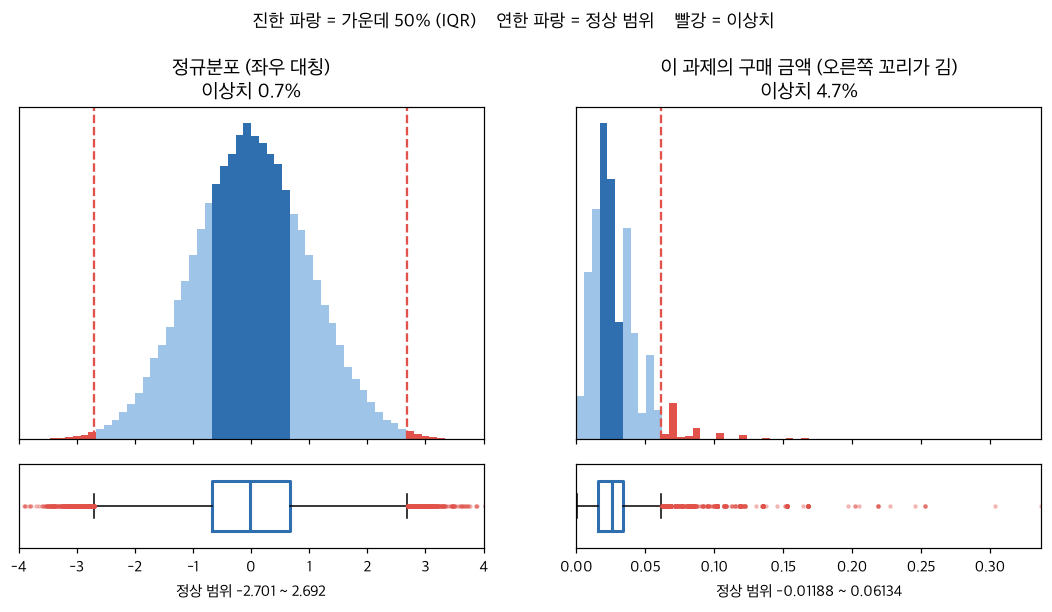 진한 파랑 = 가운데 50% (IQR)    연한 파랑 = 정상 범위    빨강 = 이상치
정규분포 (좌우 대칭)
이상치 0.7%
이 과제의 구매 금액 (오른쪽 꼬리가 김)
이상치 4.7%
-4 -3 -2 -1 0 1 2 3 4
정상 범위 -2.701 ~ 2.692
0.00 0.05 0.10 0.15 0.20 0.25 0.30
정상 범위 -0.01188 ~ 0.06134